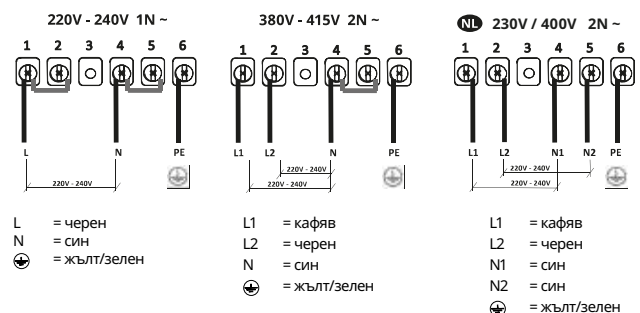 220V - 240V 1N ~
1 2 3 4 5 6
L N PE
220V - 240V
L = черен
N = син
= жълт/зелен
380V - 415V 2N ~
1 2 3 4 5 6
L1 L2 N PE
220V - 240V
220V - 240V
L1 = кафяв
L2 = черен
N = син
= жълт/зелен
NL 230V / 400V 2N ~
1 2 3 4 5 6
L1 L2 N1 N2 PE
220V - 240V
220V - 240V
L1 = кафяв
L2 = черен
N1 = син
N2 = син
= жълт/зелен